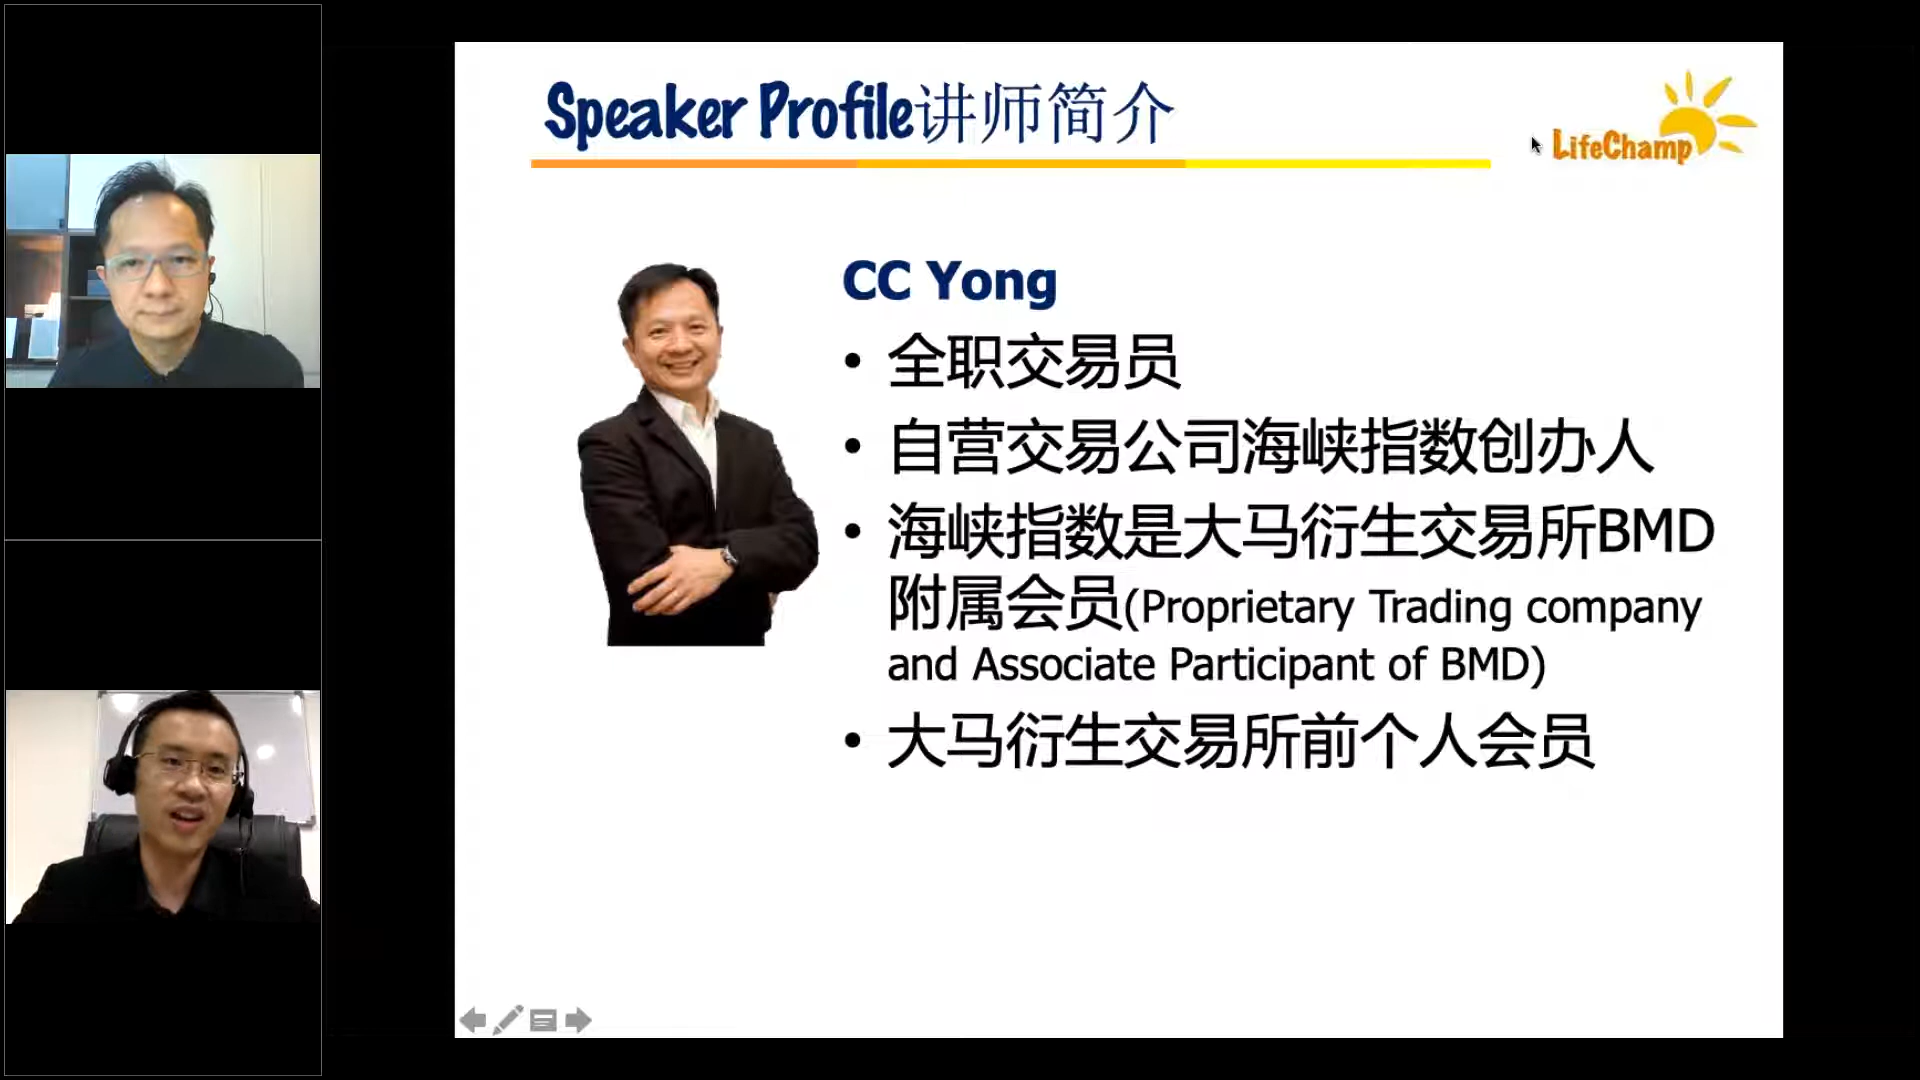 Speaker Profile讲师简介
LifeChamp
CC Yong
• 全职交易员
• 自营交易公司海峡指数创办人
• 海峡指数是大马衍生交易所BMD
附属会员(Proprietary Trading company
and Associate Participant of BMD)
• 大马衍生交易所前个人会员